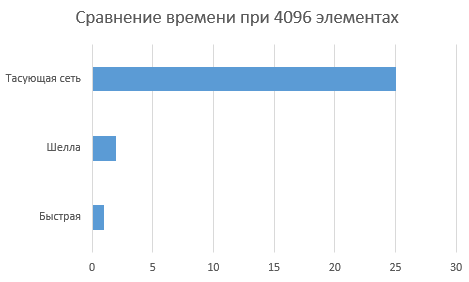 Сравнение времени при 4096 элементах
Тасующая сеть
Шелла
Быстрая
0 5 10 15 20 25 30